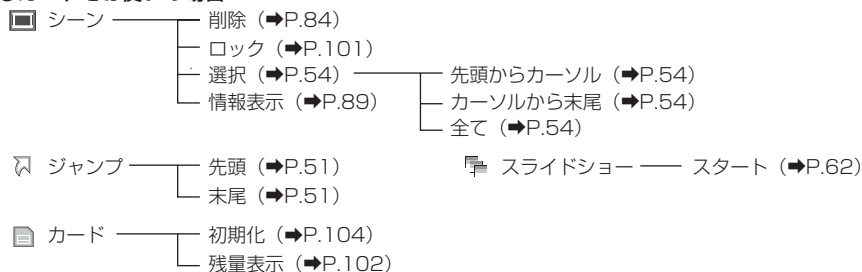 シーン 削除（➡P.84）
ロック（➡P.101）
選択（➡P.54） 先頭からカーソル（➡P.54）
情報表示（➡P.89） カーソルから末尾（➡P.54）
全て（➡P.54）
ジャンプ 先頭（➡P.51） スライドショー スタート（➡P.62）
末尾（➡P.51）
カード 初期化（➡P.104）
残量表示（➡P.102）